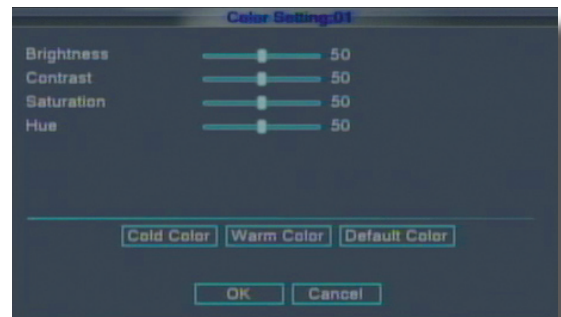 Color Setting:01
Brightness 50
Contrast 50
Saturation 50
Hue 50
Cold Color Warm Color Default Color
OK Cancel